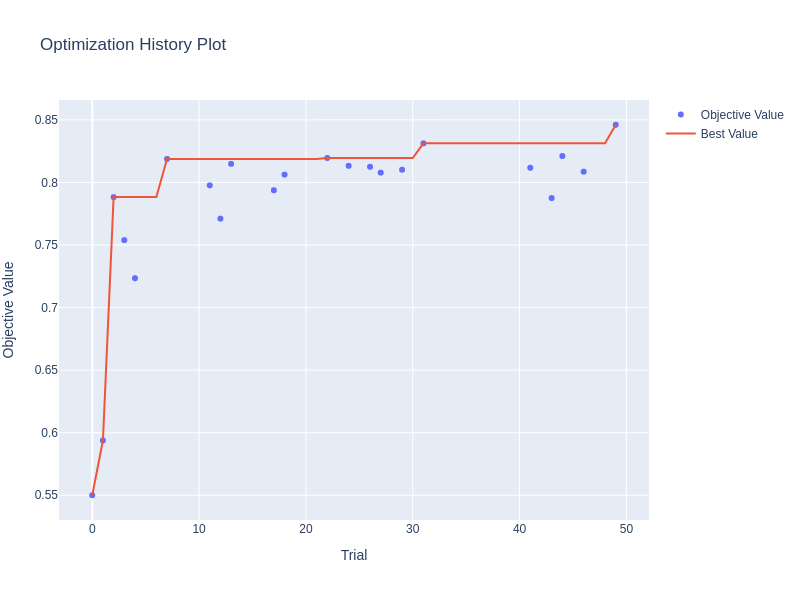 Optimization History Plot
Objective Value
Best Value
0.85
0.8
0.75
0.7
0.65
0.6
0.55
Objective Value
0 10 20 30 40 50
Trial